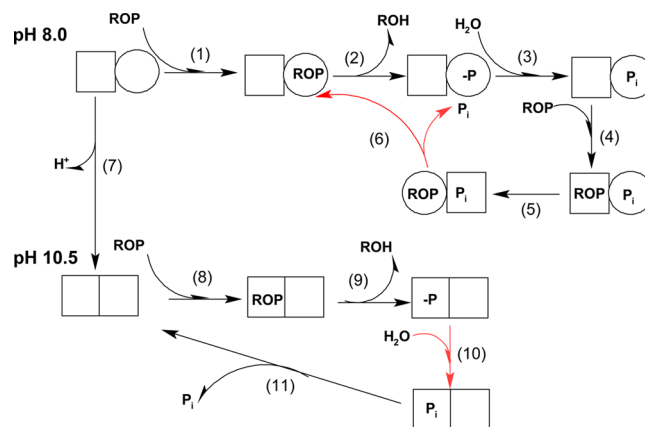 pH 8.0
ROP
(1)
ROP
(2)
ROH
-P
H₂O
(3)
Pᵢ
ROP
(4)
ROP
Pᵢ
(5)
ROP
Pᵢ
(6)
Pᵢ
H⁺
(7)
pH 10.5
ROP
(8)
ROP
(9)
ROH
-P
H₂O
(10)
Pᵢ
(11)
Pᵢ